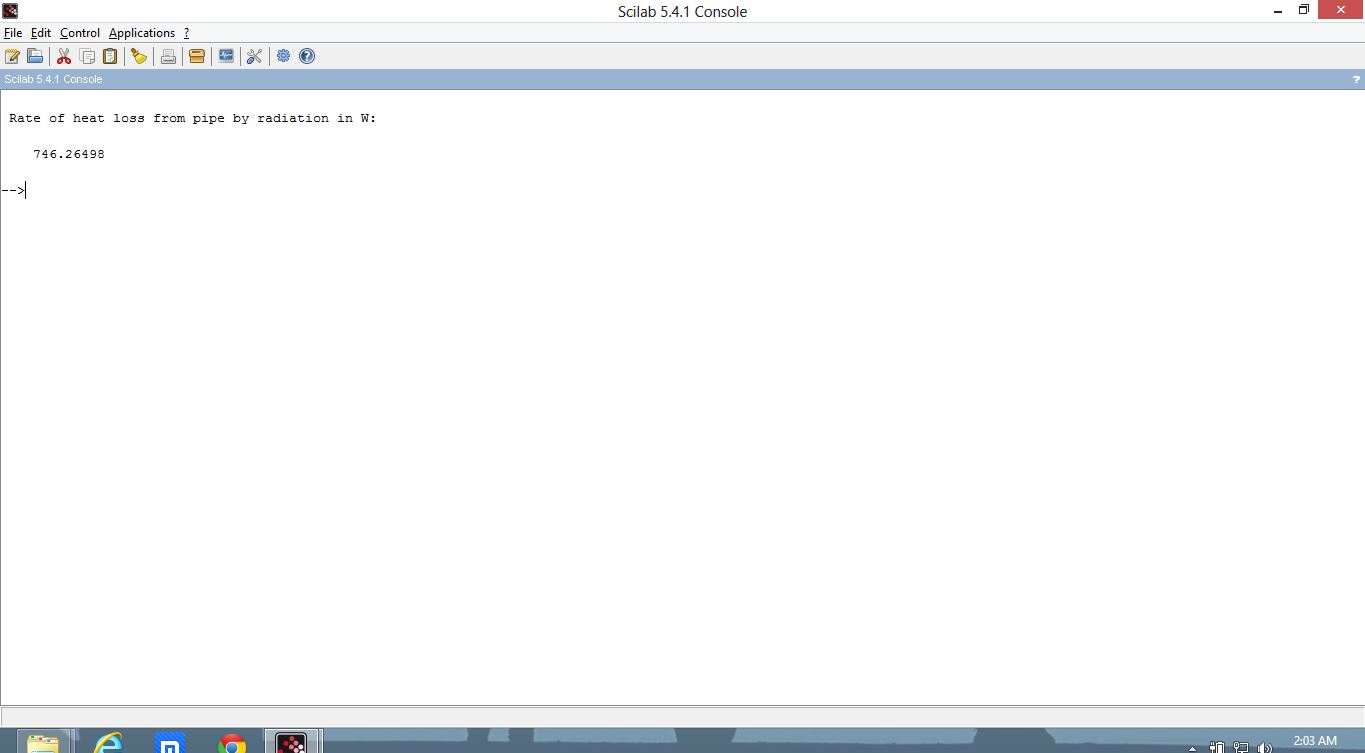 Scilab 5.4.1 Console
File Edit Control Applications ?
Scilab 5.4.1 Console ?
Rate of heat loss from pipe by radiation in W:
746.26498
-->
2:03 AM